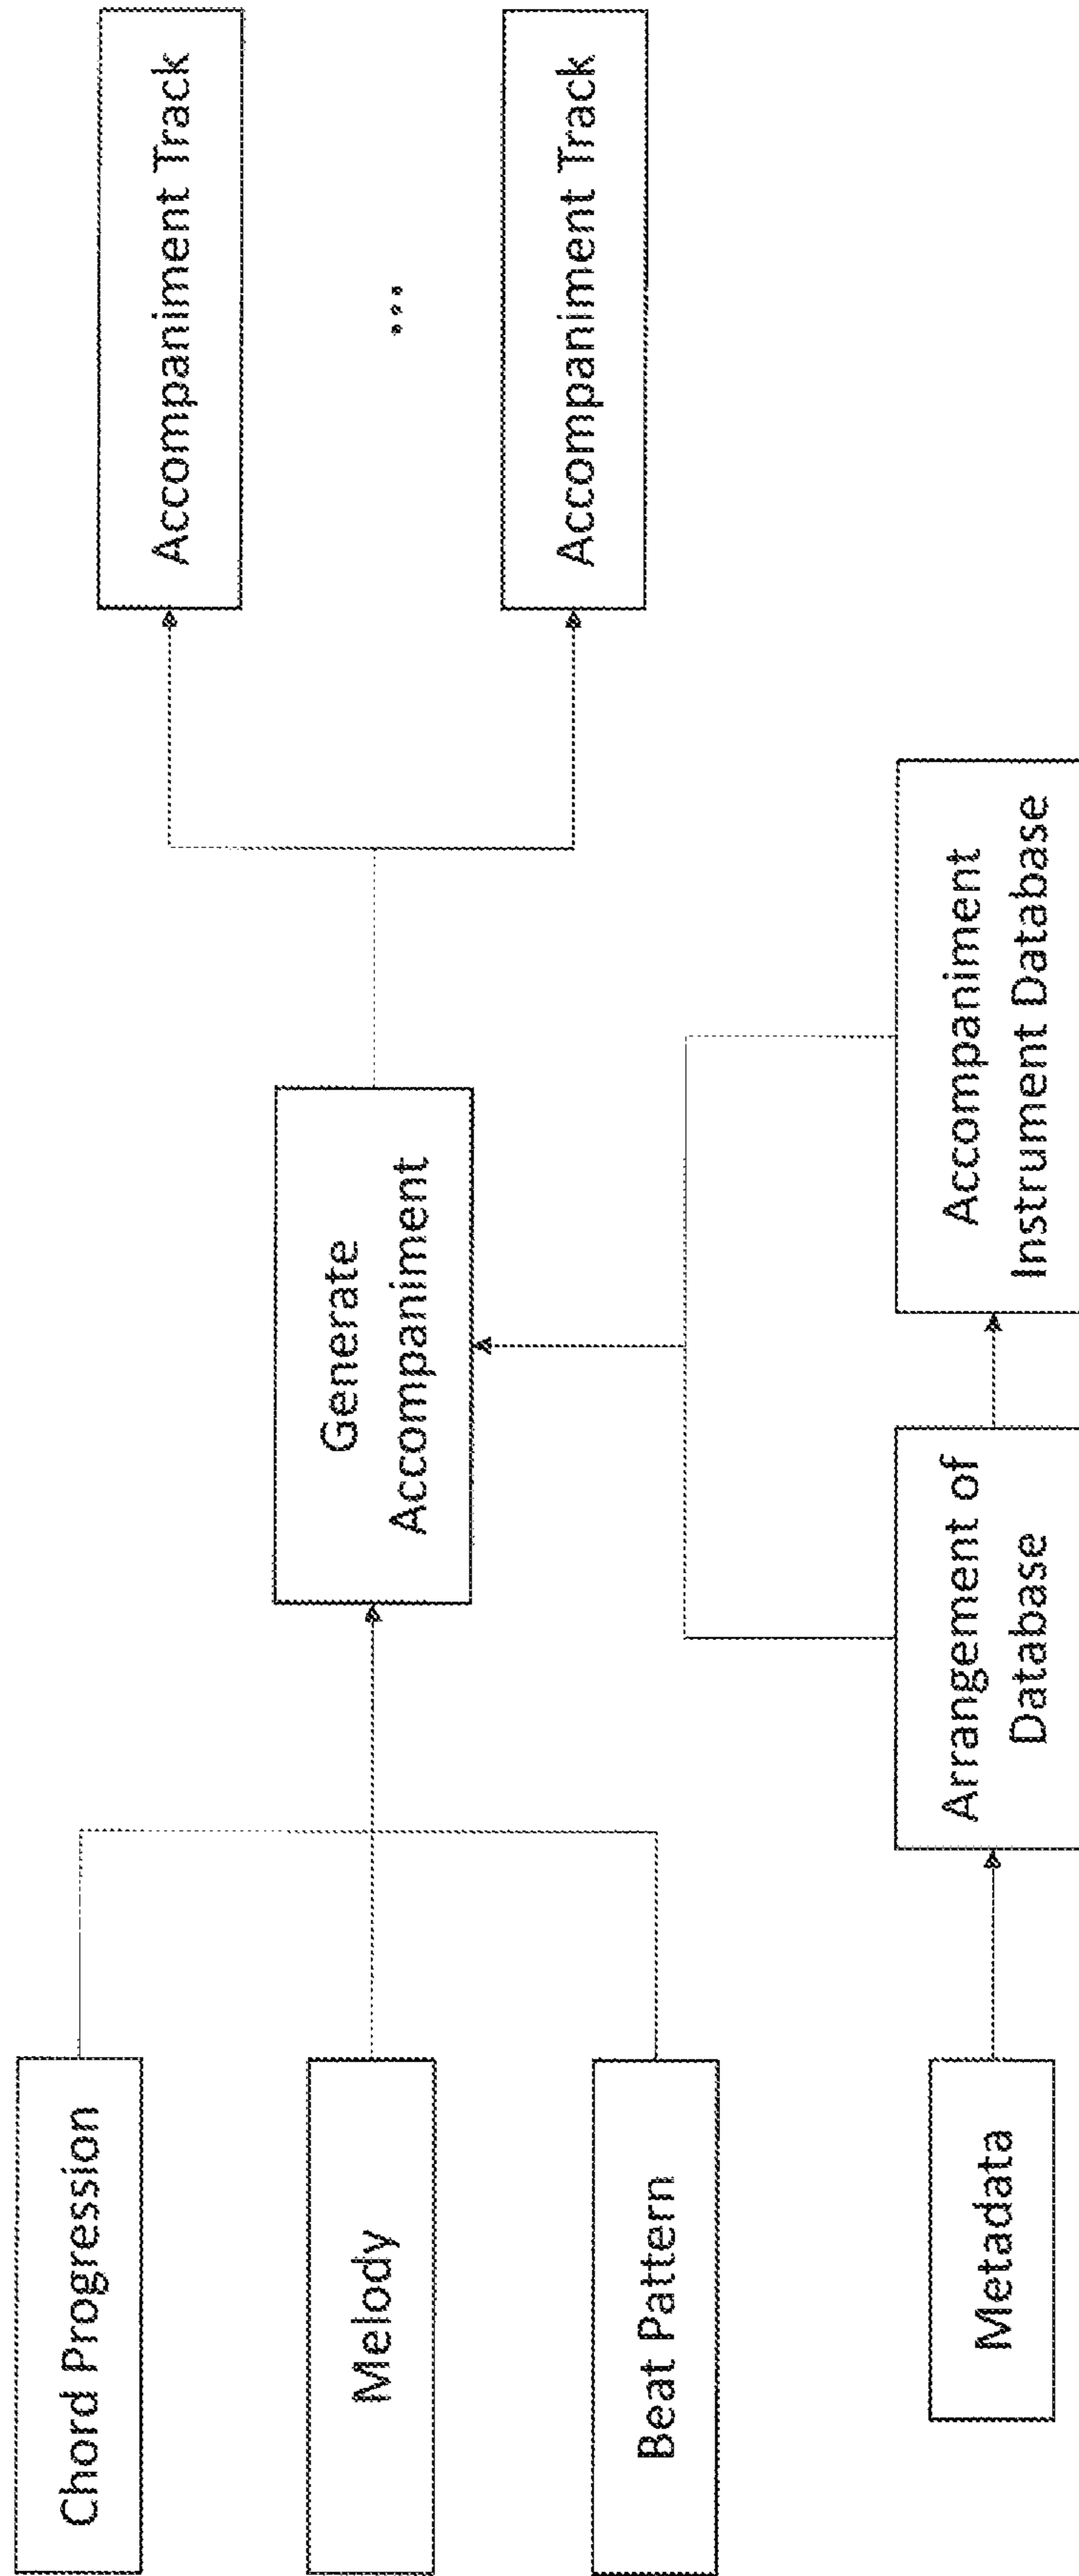 Chord Progression
Melody
Beat Pattern
Metadata
Generate
Accompaniment
Arrangement of
Database
Accompaniment
Instrument Database
Accompaniment Track
...
Accompaniment Track